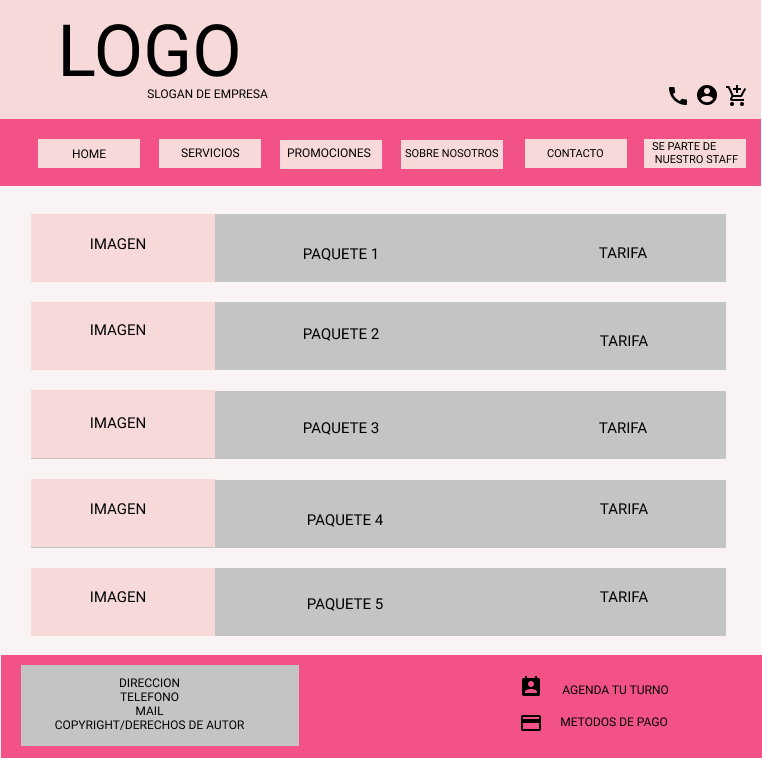 LOGO
SLOGAN DE EMPRESA
HOME
SERVICIOS
PROMOCIONES
SOBRE NOSOTROS
CONTACTO
SE PARTE DE
NUESTRO STAFF
IMAGEN
PAQUETE 1
TARIFA
IMAGEN
PAQUETE 2
TARIFA
IMAGEN
PAQUETE 3
TARIFA
IMAGEN
PAQUETE 4
TARIFA
IMAGEN
PAQUETE 5
TARIFA
DIRECCION
TELEFONO
MAIL
COPYRIGHT/DERECHOS DE AUTOR
AGENDA TU TURNO
METODOS DE PAGO